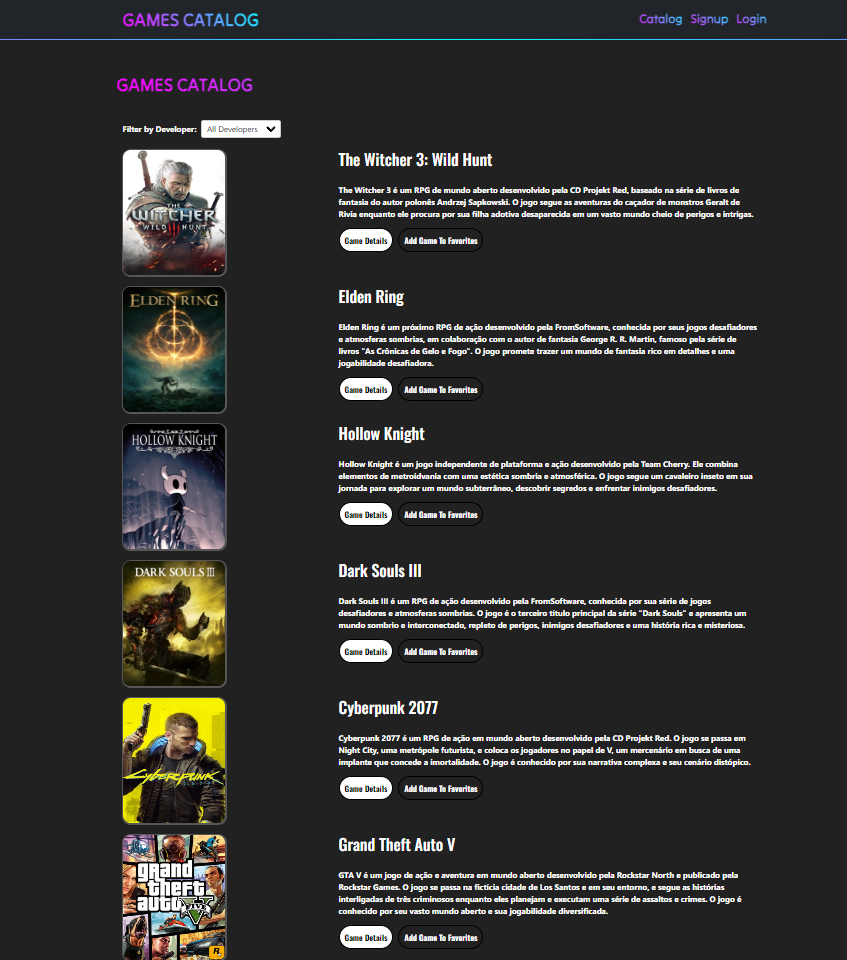 GAMES CATALOG
Catalog Signup Login
GAMES CATALOG
Filter by Developer: All Developers
THE
WITCHER
WILD HUNT
The Witcher 3: Wild Hunt
The Witcher 3 é um RPG de mundo aberto desenvolvido pela CD Projekt Red, baseado na série de livros de
fantasia do autor polonês Andrzej Sapkowski. O jogo segue as aventuras do caçador de monstros Geralt de
Rivia enquanto ele procura por sua filha adotiva desaparecida em um vasto mundo cheio de perigos e intrigas.
Game Details Add Game To Favorites
ELDEN RING
Elden Ring
Elden Ring é um próximo RPG de ação desenvolvido pela FromSoftware, conhecida por seus jogos desafiadores
e atmosferas sombrias, em colaboração com o autor de fantasia George R. R. Martin, famoso pela série de
livros "As Crônicas de Gelo e Fogo". O jogo promete trazer um mundo de fantasia rico em detalhes e uma
jogabilidade desafiadora.
Game Details Add Game To Favorites
HOLLOW KNIGHT
Hollow Knight
Hollow Knight é um jogo independente de plataforma e ação desenvolvido pela Team Cherry. Ele combina
elementos de metroidvania com uma estética sombria e atmosférica. O jogo segue um cavaleiro inseto em sua
jornada para explorar um mundo subterrâneo, descobrir segredos e enfrentar inimigos desafiadores.
Game Details Add Game To Favorites
DARK SOULS III
Dark Souls III
Dark Souls III é um RPG de ação desenvolvido pela FromSoftware, conhecida por sua série de jogos
desafiadores e atmosferas sombrias. O jogo é o terceiro título principal da série "Dark Souls" e apresenta um
mundo sombrio e interconectado, repleto de perigos, inimigos desafiadores e uma história rica e misteriosa.
Game Details Add Game To Favorites
Cyberpunk
Cyberpunk 2077
Cyberpunk 2077 é um RPG de ação em mundo aberto desenvolvido pela CD Projekt Red. O jogo se passa em
Night City, uma metrópole futurista, e coloca os jogadores no papel de V, um mercenário em busca de uma
implante que concede a imortalidade. O jogo é conhecido por sua narrativa complexa e seu cenário distópico.
Game Details Add Game To Favorites
grand
theft
auto V
FIVE
R
Grand Theft Auto V
GTA V é um jogo de ação e aventura em mundo aberto desenvolvido pela Rockstar North e publicado pela
Rockstar Games. O jogo se passa na fictícia cidade de Los Santos e em seu entorno, e segue as histórias
interligadas de três criminosos enquanto eles planejam e executam uma série de assaltos e crimes. O jogo é
conhecido por seu vasto mundo aberto e sua jogabilidade diversificada.
Game Details Add Game To Favorites